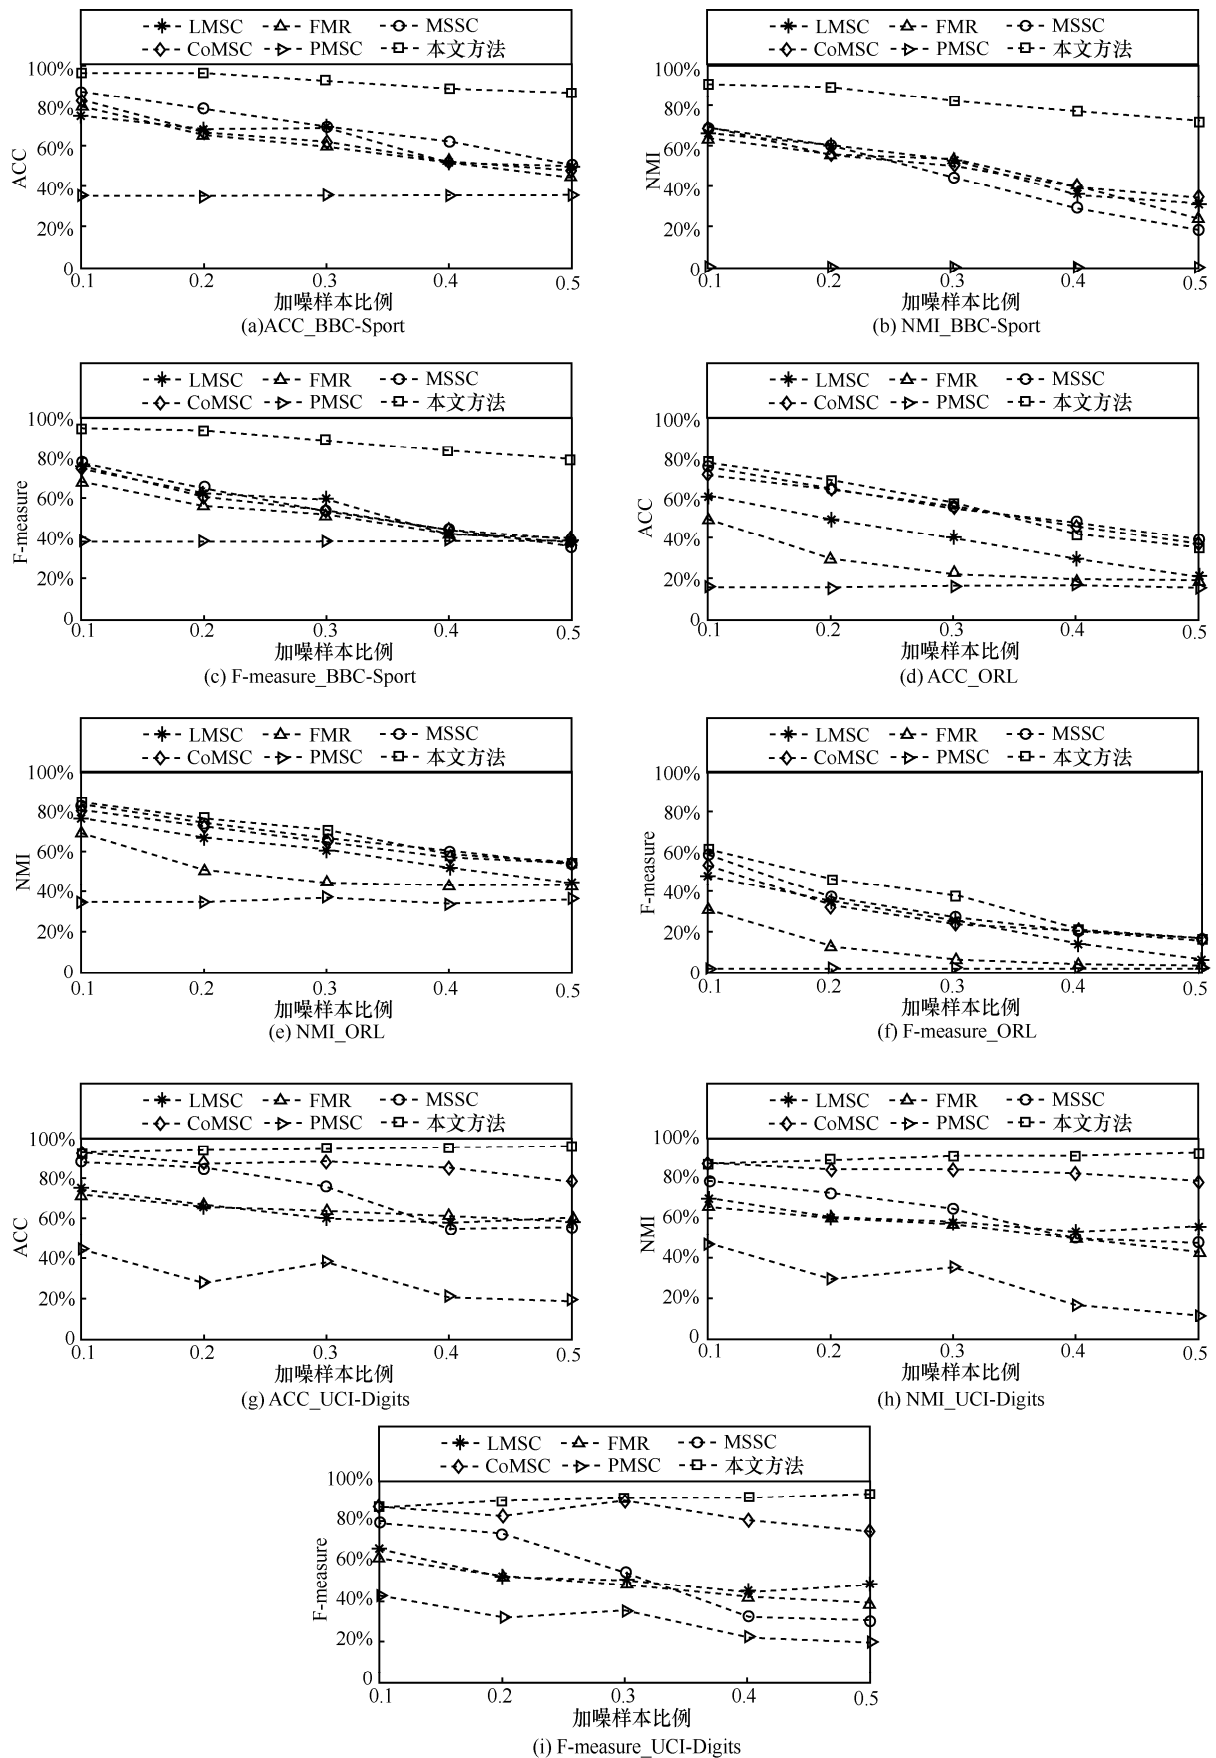 LMSC FMR MSSC
CoMSC PMSC 本文方法
100%
80%
60%
40%
20%
0
ACC
0.1 0.2 0.3 0.4 0.5
加噪样本比例
(a)ACC_BBC-Sport
LMSC FMR MSSC
CoMSC PMSC 本文方法
100%
80%
60%
40%
20%
0
NMI
0.1 0.2 0.3 0.4 0.5
加噪样本比例
(b) NMI_BBC-Sport
LMSC FMR MSSC
CoMSC PMSC 本文方法
100%
80%
60%
40%
20%
0
F-measure
0.1 0.2 0.3 0.4 0.5
加噪样本比例
(c) F-measure_BBC-Sport
LMSC FMR MSSC
CoMSC PMSC 本文方法
100%
80%
60%
40%
20%
0
ACC
0.1 0.2 0.3 0.4 0.5
加噪样本比例
(d) ACC_ORL
LMSC FMR MSSC
CoMSC PMSC 本文方法
100%
80%
60%
40%
20%
0
NMI
0.1 0.2 0.3 0.4 0.5
加噪样本比例
(e) NMI_ORL
LMSC FMR MSSC
CoMSC PMSC 本文方法
100%
80%
60%
40%
20%
0
F-measure
0.1 0.2 0.3 0.4 0.5
加噪样本比例
(f) F-measure_ORL
LMSC FMR MSSC
CoMSC PMSC 本文方法
100%
80%
60%
40%
20%
0
ACC
0.1 0.2 0.3 0.4 0.5
加噪样本比例
(g) ACC_UCI-Digits
LMSC FMR MSSC
CoMSC PMSC 本文方法
100%
80%
60%
40%
20%
0
NMI
0.1 0.2 0.3 0.4 0.5
加噪样本比例
(h) NMI_UCI-Digits
LMSC FMR MSSC
CoMSC PMSC 本文方法
100%
80%
60%
40%
20%
0
F-measure
0.1 0.2 0.3 0.4 0.5
加噪样本比例
(i) F-measure_UCI-Digits